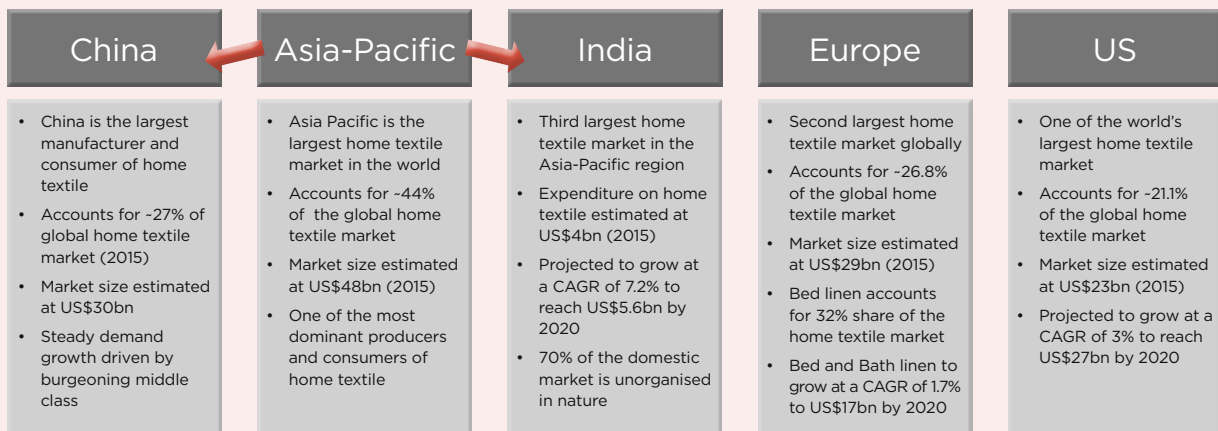 China
• China is the largest
manufacturer and
consumer of home
textile
• Accounts for ~27% of
global home textile
market (2015)
• Market size estimated
at US$30bn
• Steady demand
growth driven by
burgeoning middle
class
Asia-Pacific
• Asia Pacific is the
largest home textile
market in the world
• Accounts for ~44%
of the global home
textile market
• Market size estimated
at US$48bn (2015)
• One of the most
dominant producers
and consumers of
home textile
India
• Third largest home
textile market in the
Asia-Pacific region
• Expenditure on home
textile estimated at
US$4bn (2015)
• Projected to grow at
a CAGR of 7.2% to
reach US$5.6bn by
2020
• 70% of the domestic
market is unorganised
in nature
Europe
• Second largest home
textile market globally
• Accounts for ~26.8%
of the global home
textile market
• Market size estimated
at US$29bn (2015)
• Bed linen accounts
for 32% share of the
home textile market
• Bed and Bath linen to
grow at a CAGR of 1.7%
to US$17bn by 2020
US
• One of the world's
largest home textile
market
• Accounts for ~21.1%
of the global home
textile market
• Market size estimated
at US$23bn (2015)
• Projected to grow at a
CAGR of 3% to reach
US$27bn by 2020